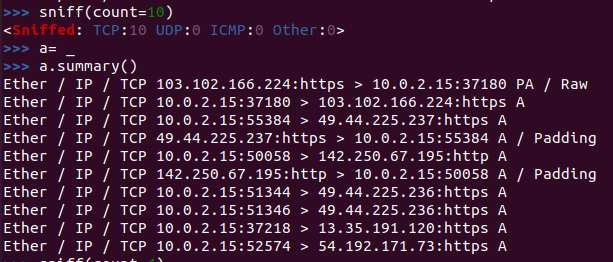 >>> sniff(count=10)
<Sniffed: TCP:10 UDP:0 ICMP:0 Other:0>
>>> a= _
>>> a.summary()
Ether / IP / TCP 103.102.166.224:https > 10.0.2.15:37180 PA / Raw
Ether / IP / TCP 10.0.2.15:37180 > 103.102.166.224:https A
Ether / IP / TCP 10.0.2.15:55384 > 49.44.225.237:https A
Ether / IP / TCP 49.44.225.237:https > 10.0.2.15:55384 A / Padding
Ether / IP / TCP 10.0.2.15:50058 > 142.250.67.195:http A
Ether / IP / TCP 142.250.67.195:http > 10.0.2.15:50058 A / Padding
Ether / IP / TCP 10.0.2.15:51344 > 49.44.225.236:https A
Ether / IP / TCP 10.0.2.15:51346 > 49.44.225.236:https A
Ether / IP / TCP 10.0.2.15:37218 > 13.35.191.120:https A
Ether / IP / TCP 10.0.2.15:52574 > 54.192.171.73:https A